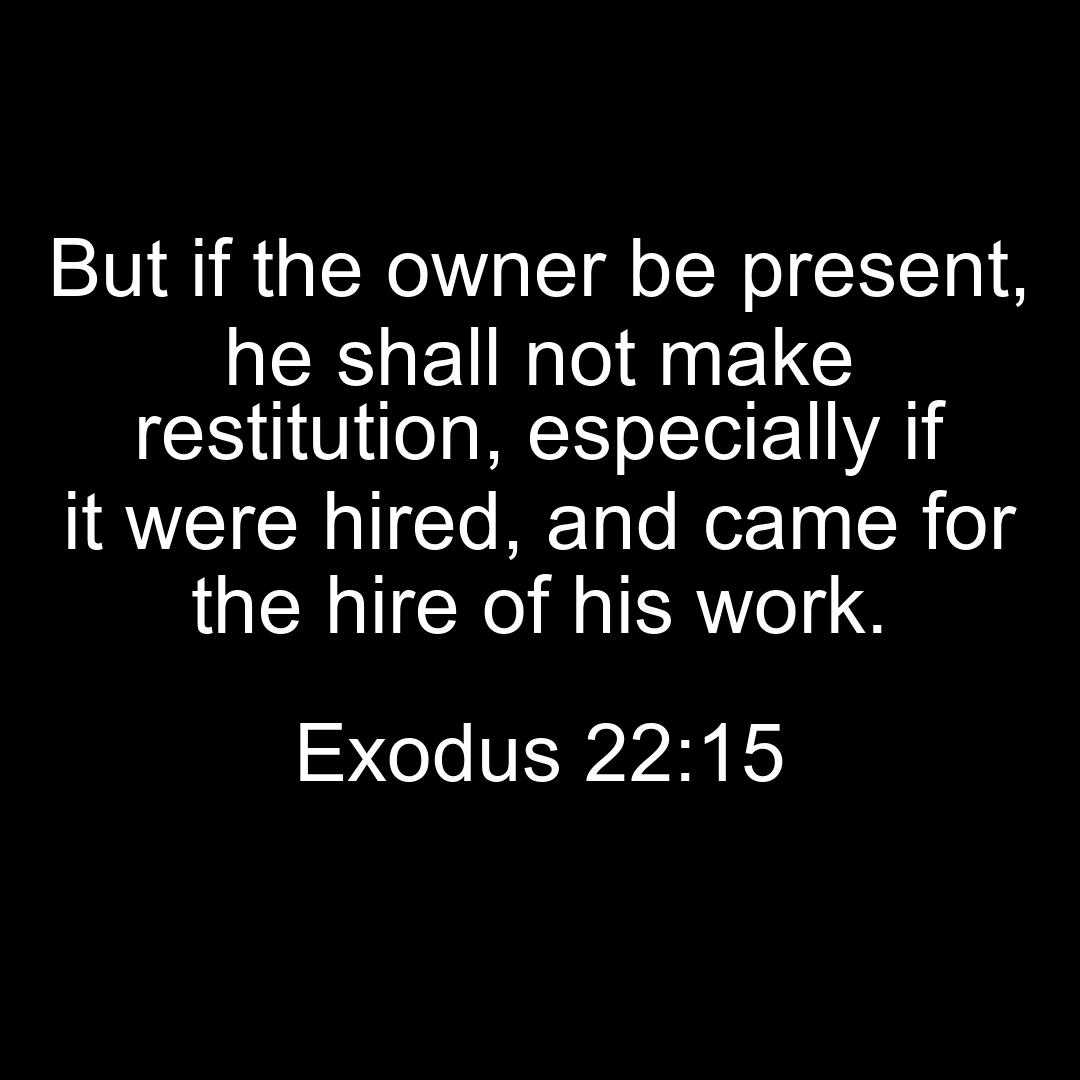 But if the owner be present,
he shall not make
restitution, especially if
it were hired, and came for
the hire of his work.
Exodus 22:15